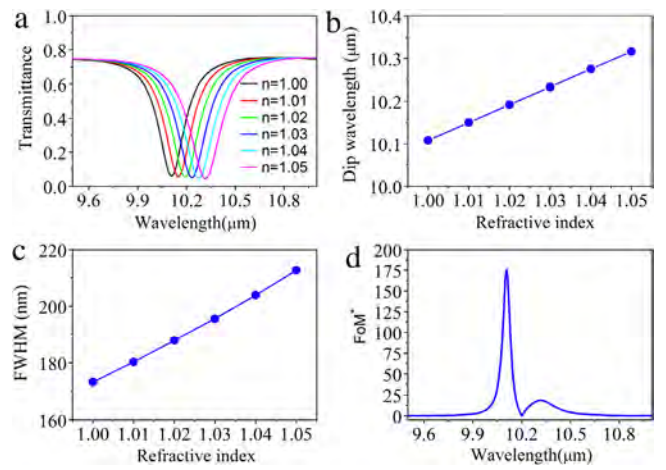 a
1.0
0.8
0.6
0.4
0.2
0.0
Transmittance
n=1.00
n=1.01
n=1.02
n=1.03
n=1.04
n=1.05
9.6 9.9 10.2 10.5 10.8
Wavelength(μm)
b
10.4
10.3
10.2
10.1
10.0
Dip wavelength (μm)
1.00 1.01 1.02 1.03 1.04 1.05
Refractive index
c
220
200
180
160
FWHM (nm)
1.00 1.01 1.02 1.03 1.04 1.05
Refractive index
d
200
175
150
125
100
75
50
25
0
FoM*
9.6 9.9 10.2 10.5 10.8
Wavelength(μm)